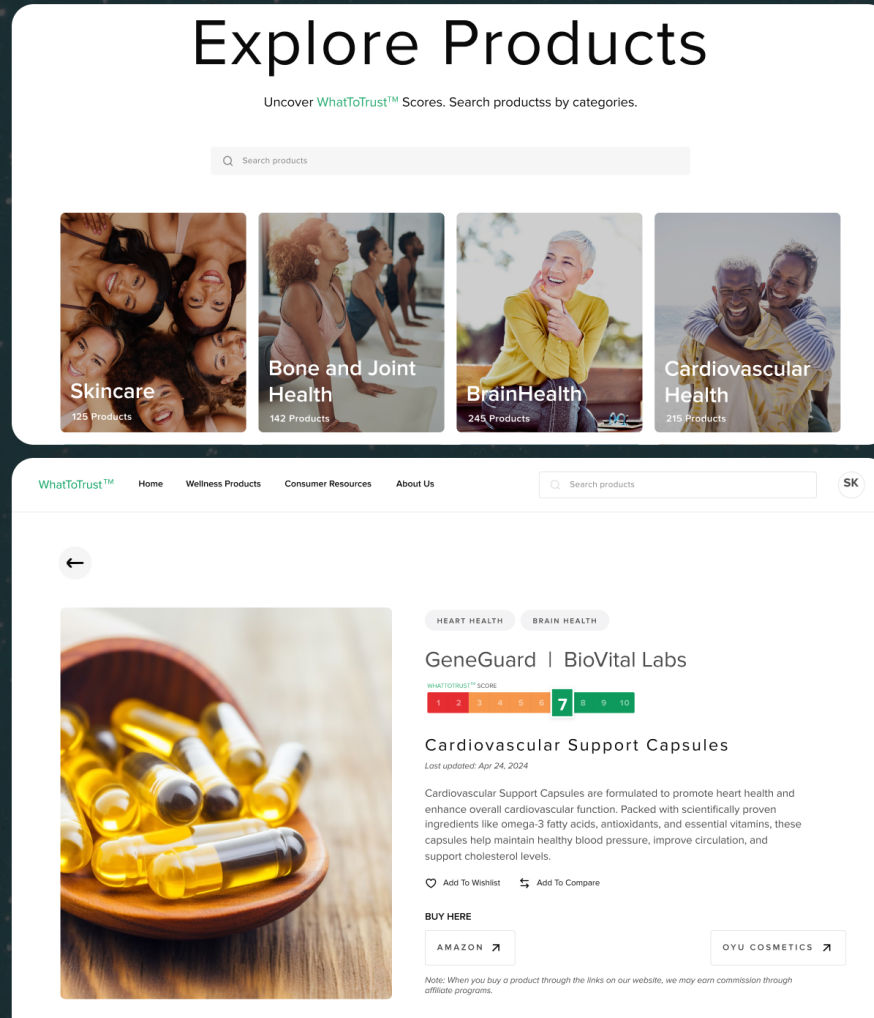 Explore Products
Uncover WhatToTrust™ Scores. Search productss by categories.
Search products
Skincare
125 Products
Bone and Joint
Health
142 Products
BrainHealth
245 Products
Cardiovascular
Health
215 Products
WhatToTrust™ Home Wellness Products Consumer Resources About Us Search products SK
HEART HEALTH BRAIN HEALTH
GeneGuard | BioVital Labs
WHATTOTRUST™ SCORE
1 2 3 4 5 6 7 8 9 10
Cardiovascular Support Capsules
Last updated: Apr 24, 2024
Cardiovascular Support Capsules are formulated to promote heart health and
enhance overall cardiovascular function. Packed with scientifically proven
ingredients like omega-3 fatty acids, antioxidants, and essential vitamins, these
capsules help maintain healthy blood pressure, improve circulation, and
support cholesterol levels.
Add To Wishlist Add To Compare
BUY HERE
AMAZON OYU COSMETICS
Note: When you buy a product through the links on our website, we may earn commission through
affiliate programs.